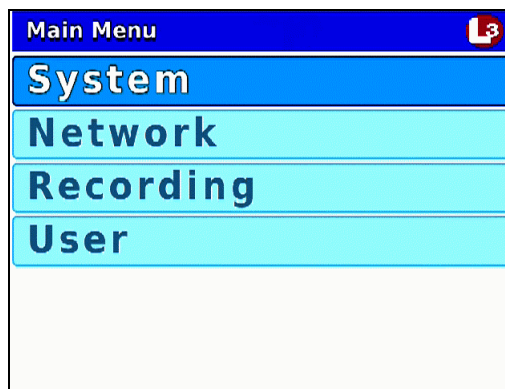 Main Menu
L3
System
Network
Recording
User